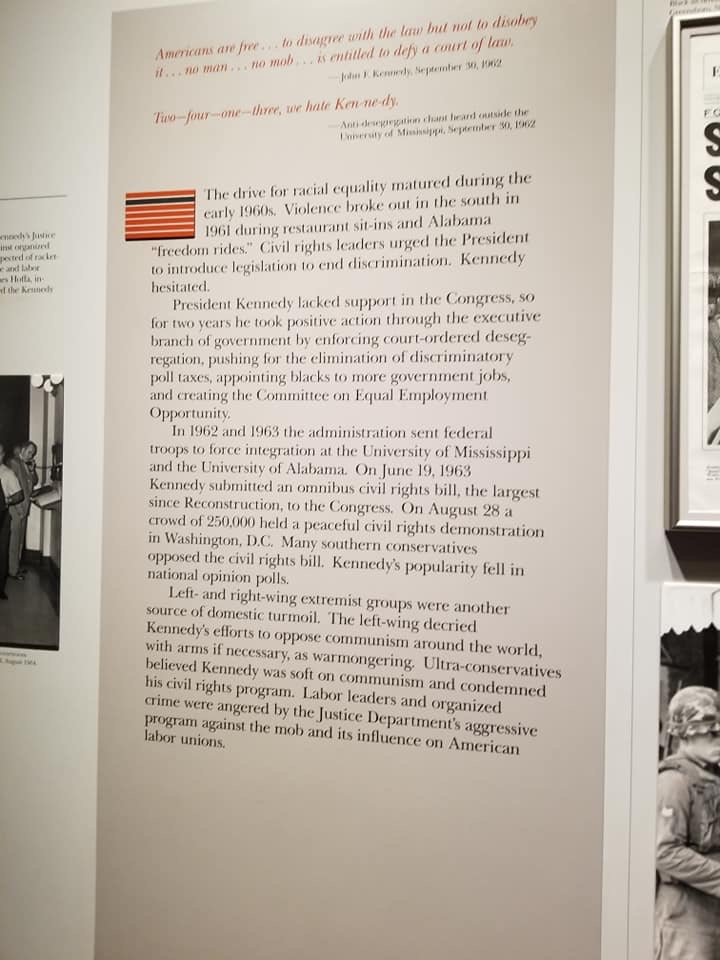 Americans are free . . . to disagree with the law but not to disobey
it . . . no man . . . no mob . . . is entitled to defy a court of law.
—John F. Kennedy, September 30, 1962
Two—four—one—three, we hate Ken-ne-dy.
—Anti-desegregation chant heard outside the
University of Mississippi, September 30, 1962
The drive for racial equality matured during the
early 1960s. Violence broke out in the south in
1961 during restaurant sit-ins and Alabama
“freedom rides.” Civil rights leaders urged the President
to introduce legislation to end discrimination. Kennedy
hesitated.
President Kennedy lacked support in the Congress, so
for two years he took positive action through the executive
branch of government by enforcing court-ordered deseg-
regation, pushing for the elimination of discriminatory
poll taxes, appointing blacks to more government jobs,
and creating the Committee on Equal Employment
Opportunity.
In 1962 and 1963 the administration sent federal
troops to force integration at the University of Mississippi
and the University of Alabama. On June 19, 1963
Kennedy submitted an omnibus civil rights bill, the largest
since Reconstruction, to the Congress. On August 28 a
crowd of 250,000 held a peaceful civil rights demonstration
in Washington, D.C. Many southern conservatives
opposed the civil rights bill. Kennedy's popularity fell in
national opinion polls.
Left- and right-wing extremist groups were another
source of domestic turmoil. The left-wing decried
Kennedy's efforts to oppose communism around the world,
with arms if necessary, as warmongering. Ultra-conservatives
believed Kennedy was soft on communism and condemned
his civil rights program. Labor leaders and organized
crime were angered by the Justice Department's aggressive
program against the mob and its influence on American
labor unions.
ennedy's Justice
inst organized
pected of racket-
e and labor
es Hoffa, in-
d the Kennedy